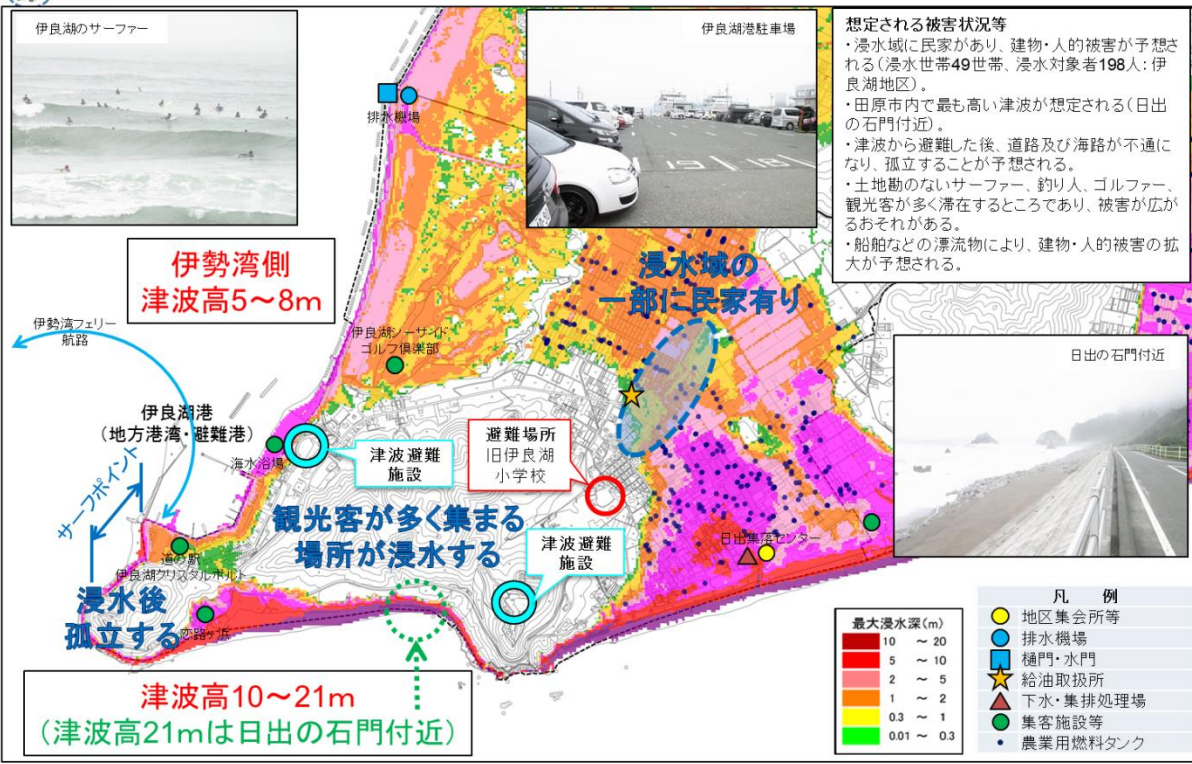 伊良湖のサーファー
伊良湖港駐車場
想定される被害状況等
・浸水域に民家があり、建物・人的被害が予想さ
れる(浸水世帯49世帯、浸水対象者198人:伊
良湖地区)。
・田原市内で最も高い津波が想定される(日出
の石門付近)。
・津波から避難した後、道路及び海路が不通に
なり、孤立することが予想される。
・土地勘のないサーファー、釣り人、ゴルファー、
観光客が多く滞在するところであり、被害が広が
るおそれがある。
・船舶などの漂流物により、建物・人的被害の拡
大が予想される。
排水機場
19
18
伊勢湾側
津波高5~8m
浸水域の
一部に民家有り
伊勢湾フェリー
航路
伊良湖シーサイド
ゴルフ倶楽部
日出の石門付近
伊良湖港
(地方港湾・避難港)
海水浴場
津波避難
施設
避難場所
旧伊良湖
小学校
サーフポイント
観光客が多く集まる
場所が浸水する
津波避難
施設
日出集落センター
道の駅
伊良湖クリスタルポルト
浸水後
孤立する
恋路ヶ浜
津波高10~21m
(津波高21mは日出の石門付近)
最大浸水深(m)
10 ~ 20
5 ~ 10
2 ~ 5
1 ~ 2
0.3 ~ 1
0.01 ~ 0.3
凡 例
地区集会所等
排水機場
樋門・水門
給油取扱所
下水・集排処理場
集客施設等
農業用燃料タンク